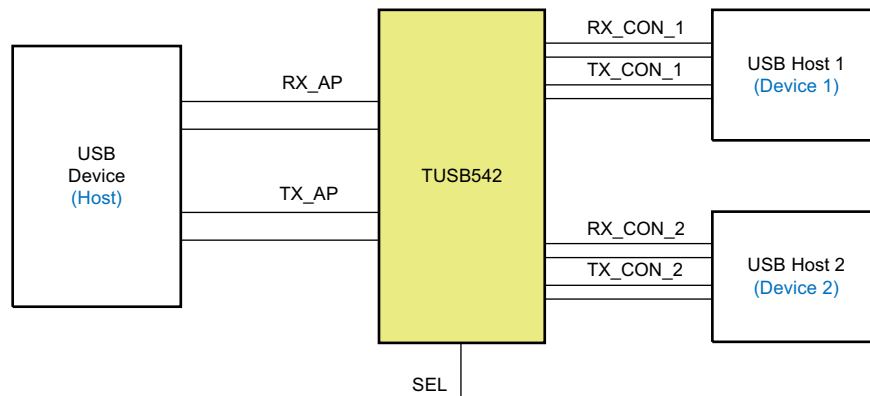 RX_CON_1
USB Host 1
(Device 1)
TX_CON_1
RX_AP
USB
Device
(Host)
TX_AP
TUSB542
RX_CON_2
TX_CON_2
USB Host 2
(Device 2)
SEL